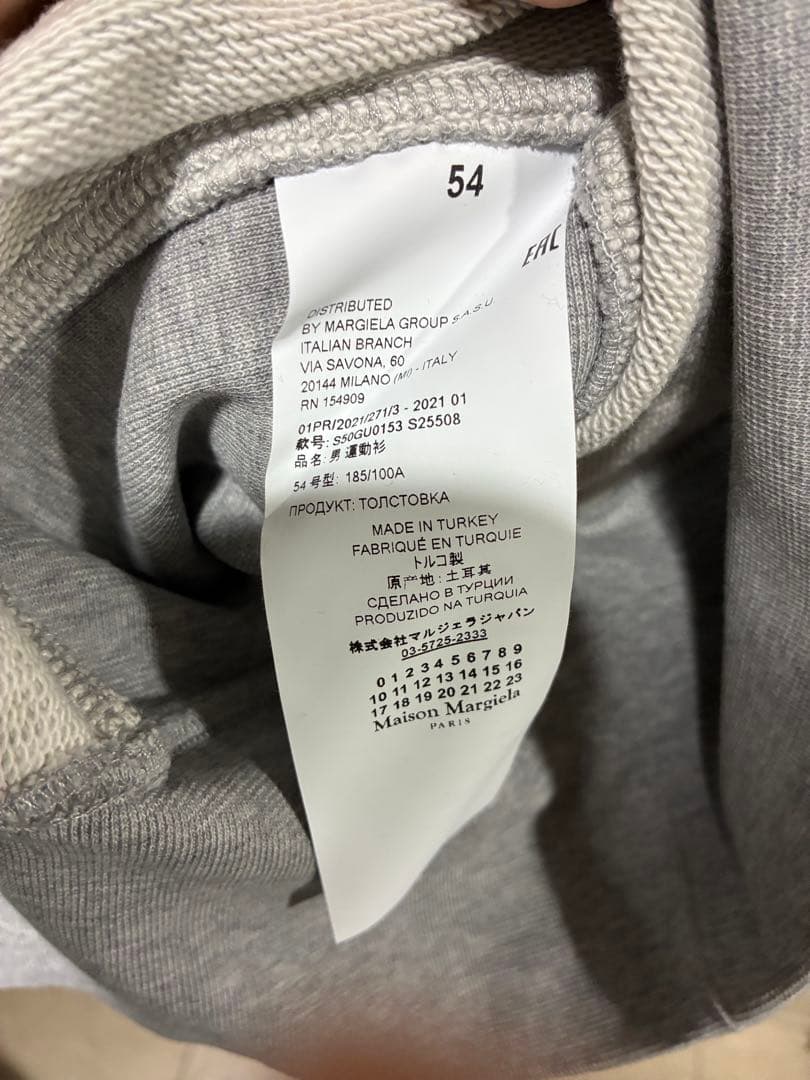 54
EAC
DISTRIBUTED
BY MARGIELA GROUP S.A.S.U.
ITALIAN BRANCH
VIA SAVONA, 60
20144 MILANO (MI) - ITALY
RN 154909
01PR/2021/271/3 - 2021 01
款号: S50GU0153 S25508
品名: 男 運動衫
54 号型: 185/100A
ПРОДУКТ: ТОЛСТОВКА
MADE IN TURKEY
FABRIQUÉ EN TURQUIE
トルコ製
原产地: 土耳其
СДЕЛАНО В ТУРЦИИ
PRODUZIDO NA TURQUIA
株式会社マルジェラジャパン
03-5725-2333
0 1 2 3 4 5 6 7 8 9
10 11 12 13 14 15 16
17 18 19 20 21 22 23
Maison Margiela
PARIS